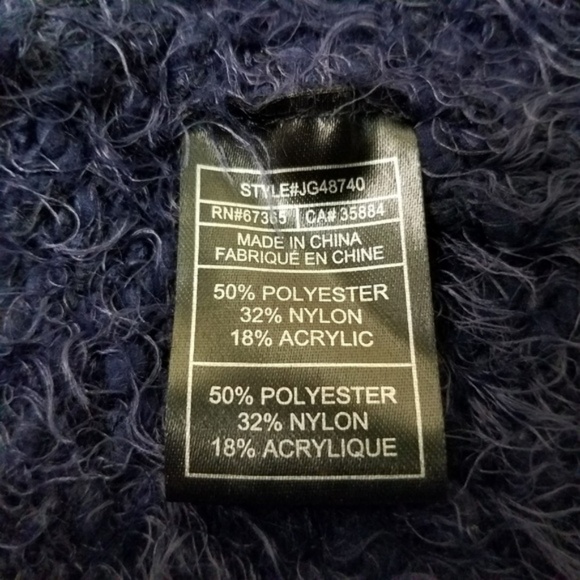 STYLE#JG48740
RN#67365 CA# 35884
MADE IN CHINA
FABRIQUÉ EN CHINE
50% POLYESTER
32% NYLON
18% ACRYLIC
50% POLYESTER
32% NYLON
18% ACRYLIQUE